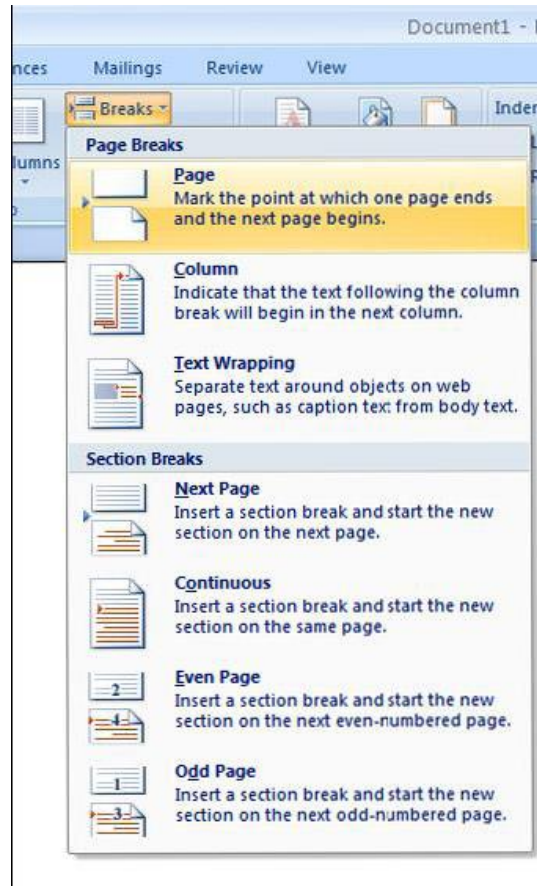 Document1 -
nces Mailings Review View
Breaks Inden
lumns
Page Breaks
Page
Mark the point at which one page ends
and the next page begins.
Column
Indicate that the text following the column
break will begin in the next column.
Text Wrapping
Separate text around objects on web
pages, such as caption text from body text.
Section Breaks
Next Page
Insert a section break and start the new
section on the next page.
2
4
Continuous
Insert a section break and start the new
section on the same page.
Even Page
Insert a section break and start the new
section on the next even-numbered page.
1
3
Odd Page
Insert a section break and start the new
section on the next odd-numbered page.